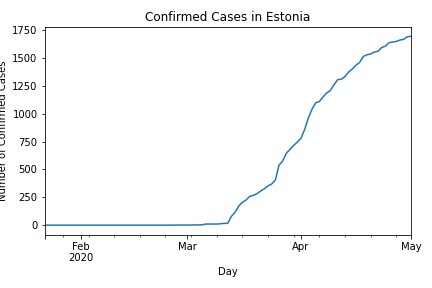 Confirmed Cases in Estonia
1750
1500
1250
1000
750
500
250
0
Number of Confirmed Cases
Feb
2020
Mar
Apr
May
Day